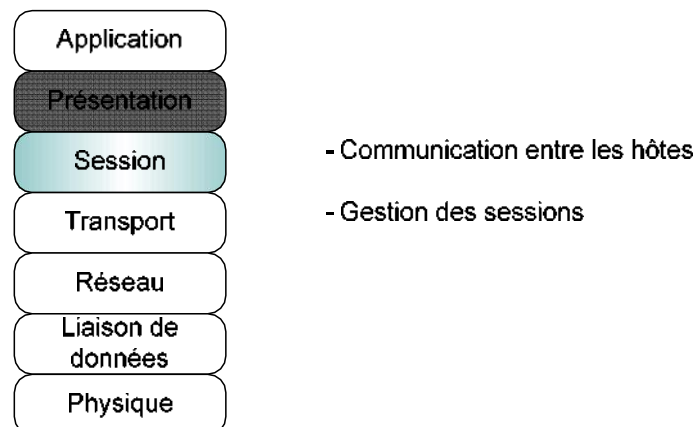 Application
Présentation
Session
- Communication entre les hôtes
Transport
- Gestion des sessions
Réseau
Liaison de
données
Physique